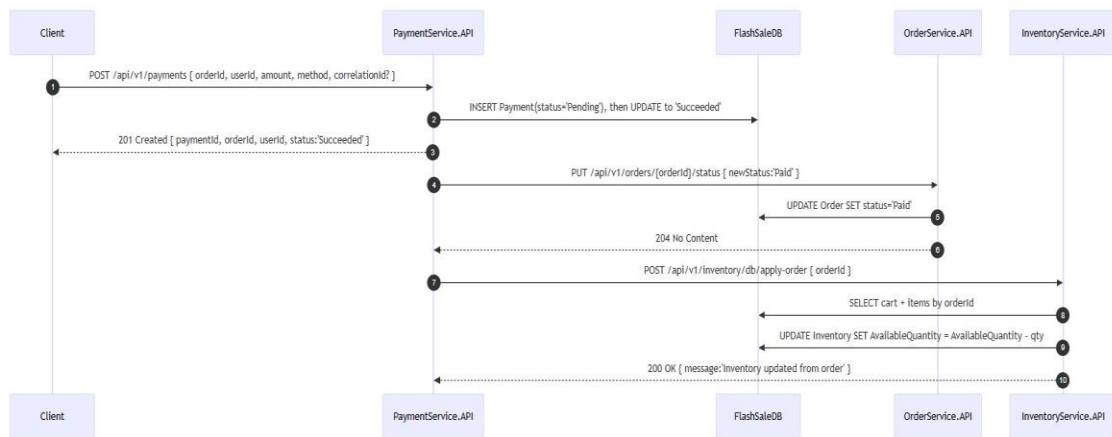 Client PaymentService.API FlashSaleDB OrderService.API InventoryService.API
POST /api/v1/payments { orderId, userId, amount, method, correlationId? }
1
INSERT Payment(status='Pending'), then UPDATE to 'Succeeded'
2
201 Created { paymentId, orderId, userId, status:'Succeeded' }
3
PUT /api/v1/orders/{orderId}/status { newStatus:'Paid' }
4
UPDATE Order SET status='Paid'
5
204 No Content
6
POST /api/v1/inventory/db/apply-order { orderId }
7
SELECT cart + items by orderId
8
UPDATE Inventory SET AvailableQuantity = AvailableQuantity - qty
9
200 OK { message:'Inventory updated from order' }
10
Client PaymentService.API FlashSaleDB OrderService.API InventoryService.API